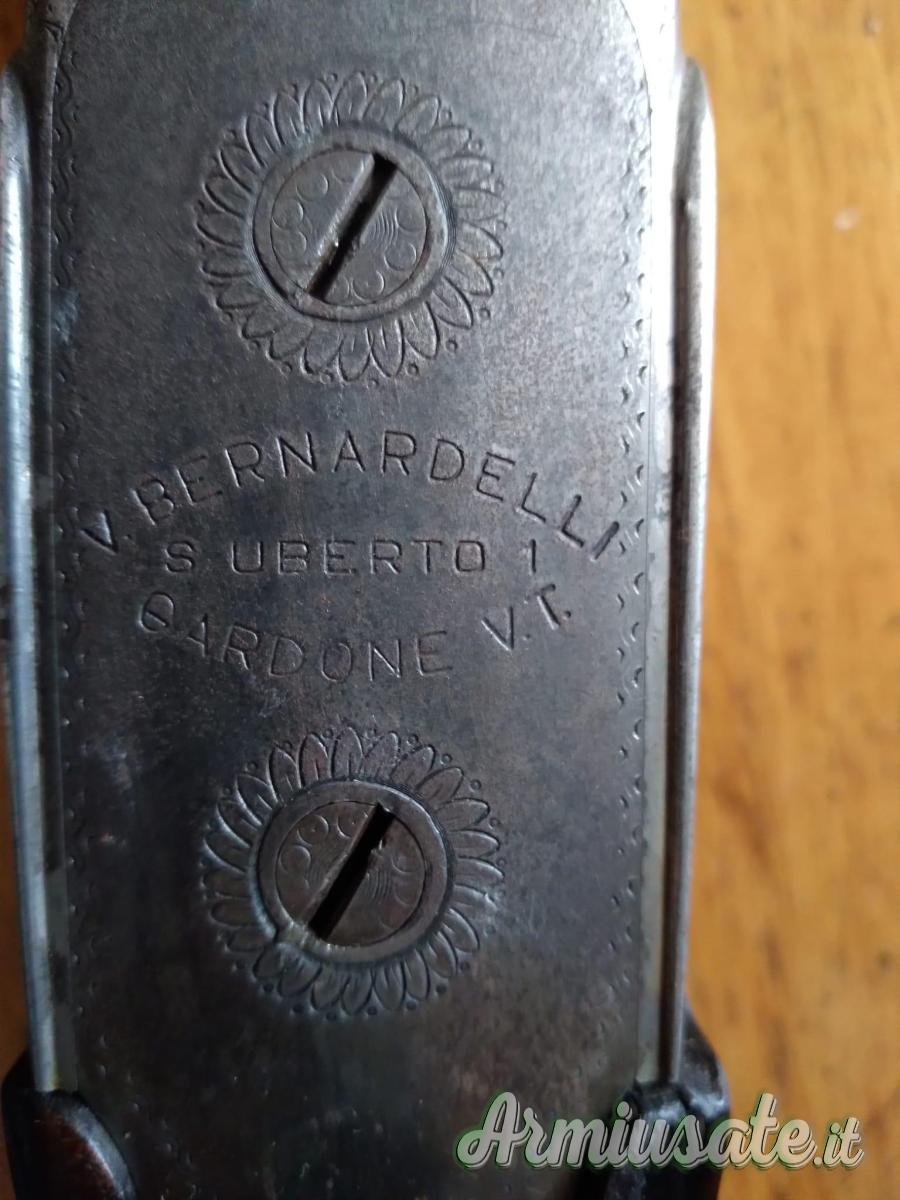 V. BERNARDELLI
S UBERTO 1
GARDONE V.T.
Armiusate.it